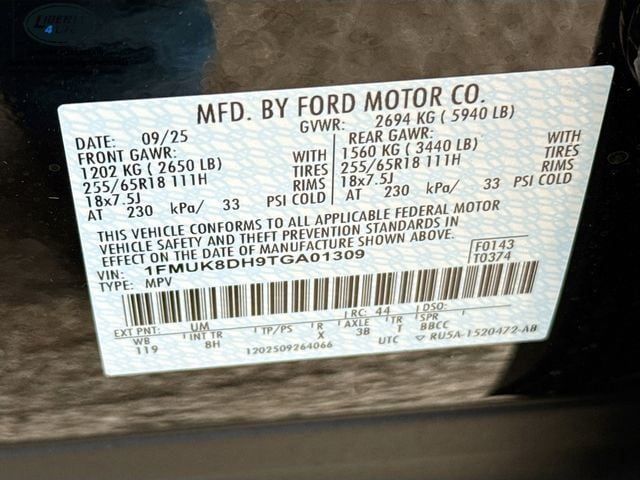 LIBERTY
MFD. BY FORD MOTOR CO.
DATE: 09/25 GVWR: 2694 KG ( 5940 LB)
FRONT GAWR: REAR GAWR:
1202 KG ( 2650 LB) WITH 1560 KG ( 3440 LB) WITH
255/65R18 111H TIRES 255/65R18 111H TIRES
18x7.5J RIMS 18x7.5J RIMS
AT 230 kPa/ 33 PSI COLD AT 230 kPa/ 33 PSI COLD
THIS VEHICLE CONFORMS TO ALL APPLICABLE FEDERAL MOTOR
VEHICLE SAFETY AND THEFT PREVENTION STANDARDS IN
EFFECT ON THE DATE OF MANUFACTURE SHOWN ABOVE.
VIN: 1FMUK8DH9TGA01309 F0143
TYPE: MPV T0374
EXT PNT: UM RC: 44 DSO:
WB INT TR TP/PS R AXLE T SPR
119 8H X 38 T BBCC
1202509264066 UTC ▽ RU5A-1520472-AB